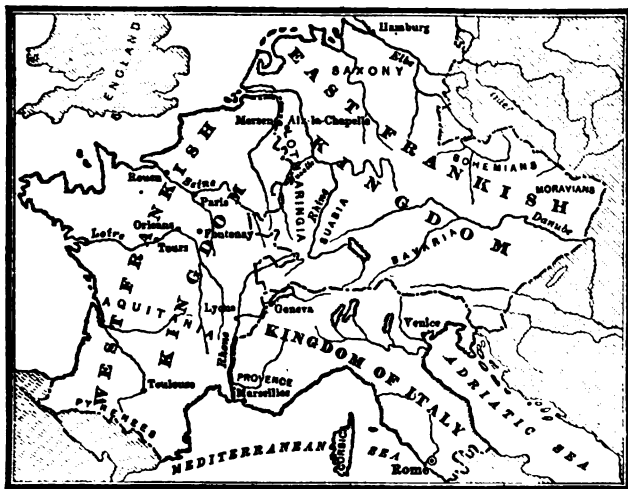 ENGLAND
Hamburg
Elbe
SAXONY
EAST FRANKISH
KINGDOM
Oder
Mersen
Aix-la-Chapelle
LOTHARINGIA
BOHEMIANS
MORAVIANS
Rouen
Seine
Paris
Rhine
SUABIA
Danube
BAVARIA
WEST FRANKISH
KINGDOM
Orleans
Fontenay ?
Loire
Tours
AQUITAIN
Lyons
Geneva
Venice
Rhone
KINGDOM OF ITALY
ADRIATIC SEA
Toulouse
PROVENCE
Marseilles
PYRENEES
MEDITERRANEAN SEA
CORSICA
Rome